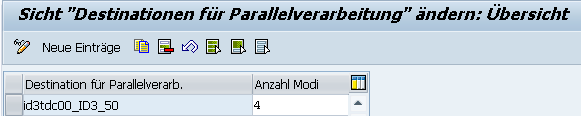 Sicht "Destinationen für Parallelverarbeitung" ändern: Übersicht
Neue Einträge
Destination für Parallelverarb. Anzahl Modi
id3tdc00_ID3_50 4